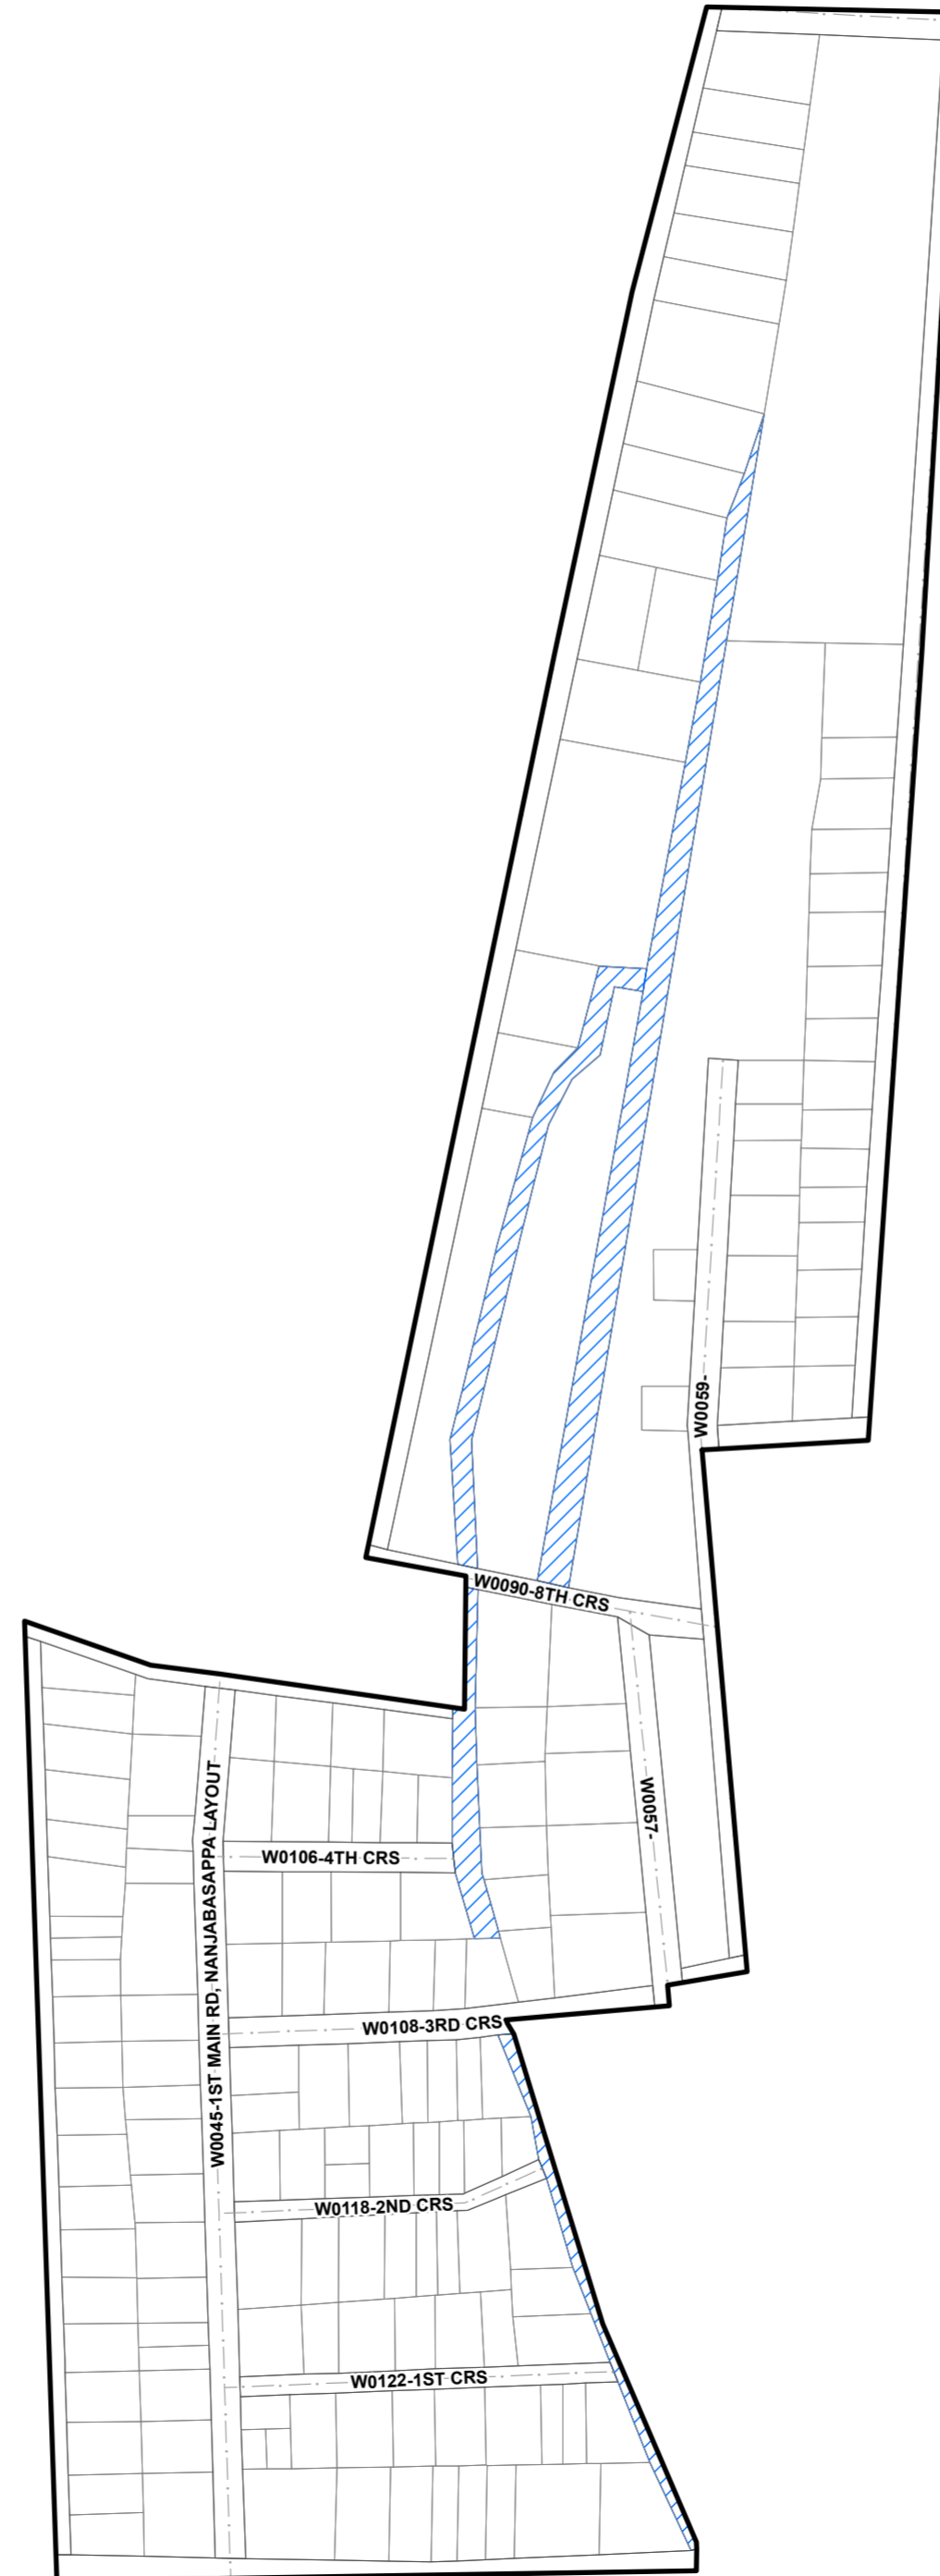 W0059-
W0090-8TH CRS
W0057-
W0045-1ST MAIN RD, NANJABASAPPA LAYOUT
W0106-4TH CRS
W0108-3RD CRS
W0118-2ND CRS
W0122-1ST CRS